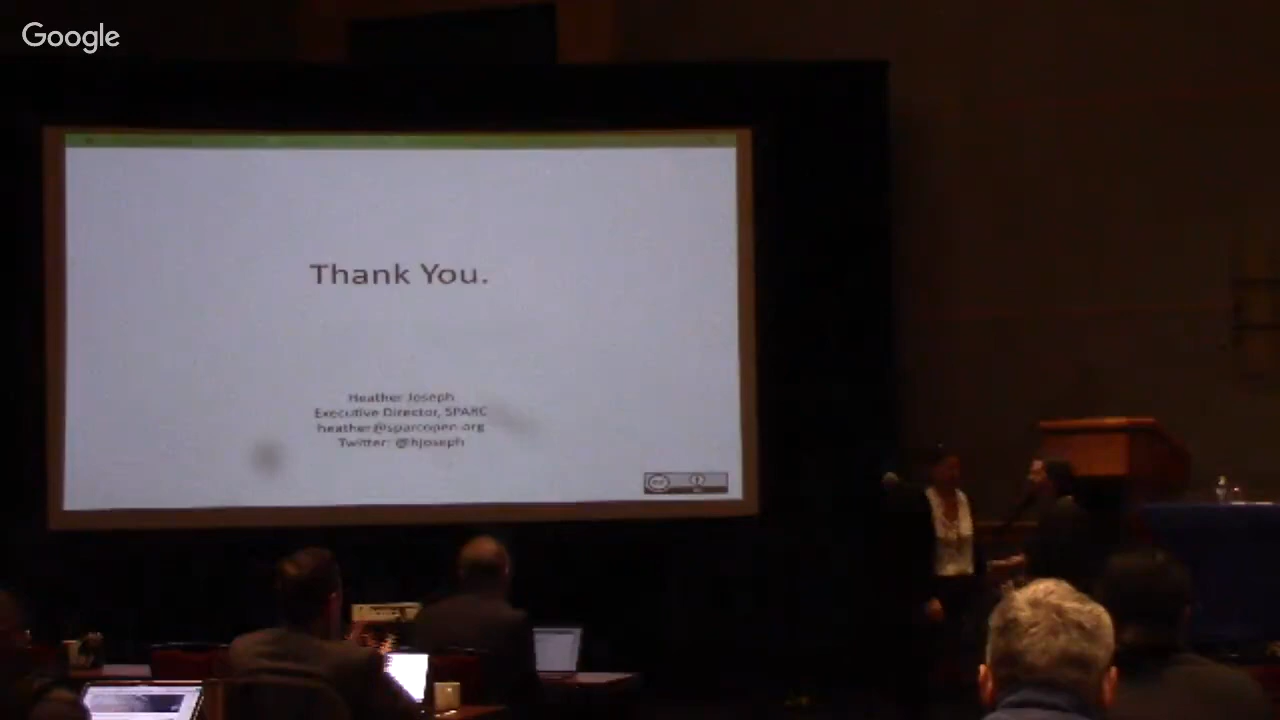 Google
Thank You.
Heather Joseph
Executive Director, SPARC
heather@sparcopen.org
Twitter: @hjoseph